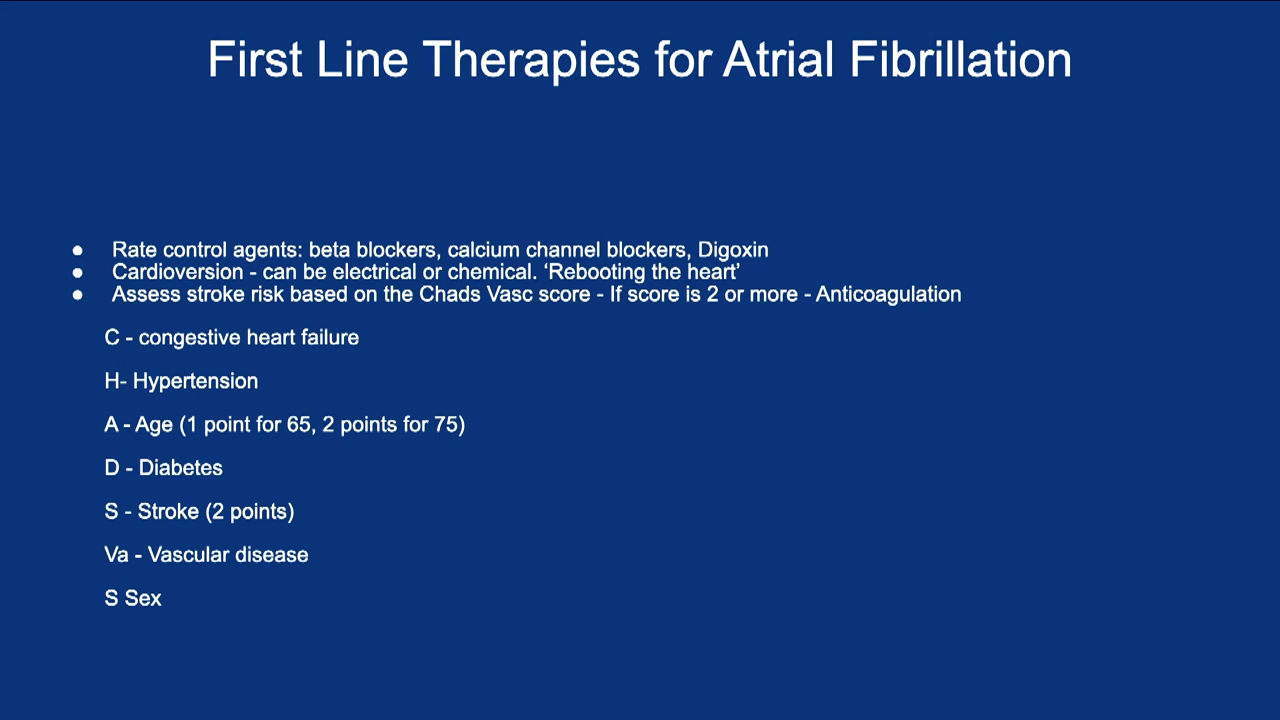 First Line Therapies for Atrial Fibrillation
● Rate control agents: beta blockers, calcium channel blockers, Digoxin
● Cardioversion - can be electrical or chemical. ‘Rebooting the heart’
● Assess stroke risk based on the Chads Vasc score - If score is 2 or more - Anticoagulation
C - congestive heart failure
H- Hypertension
A - Age (1 point for 65, 2 points for 75)
D - Diabetes
S - Stroke (2 points)
Va - Vascular disease
S Sex